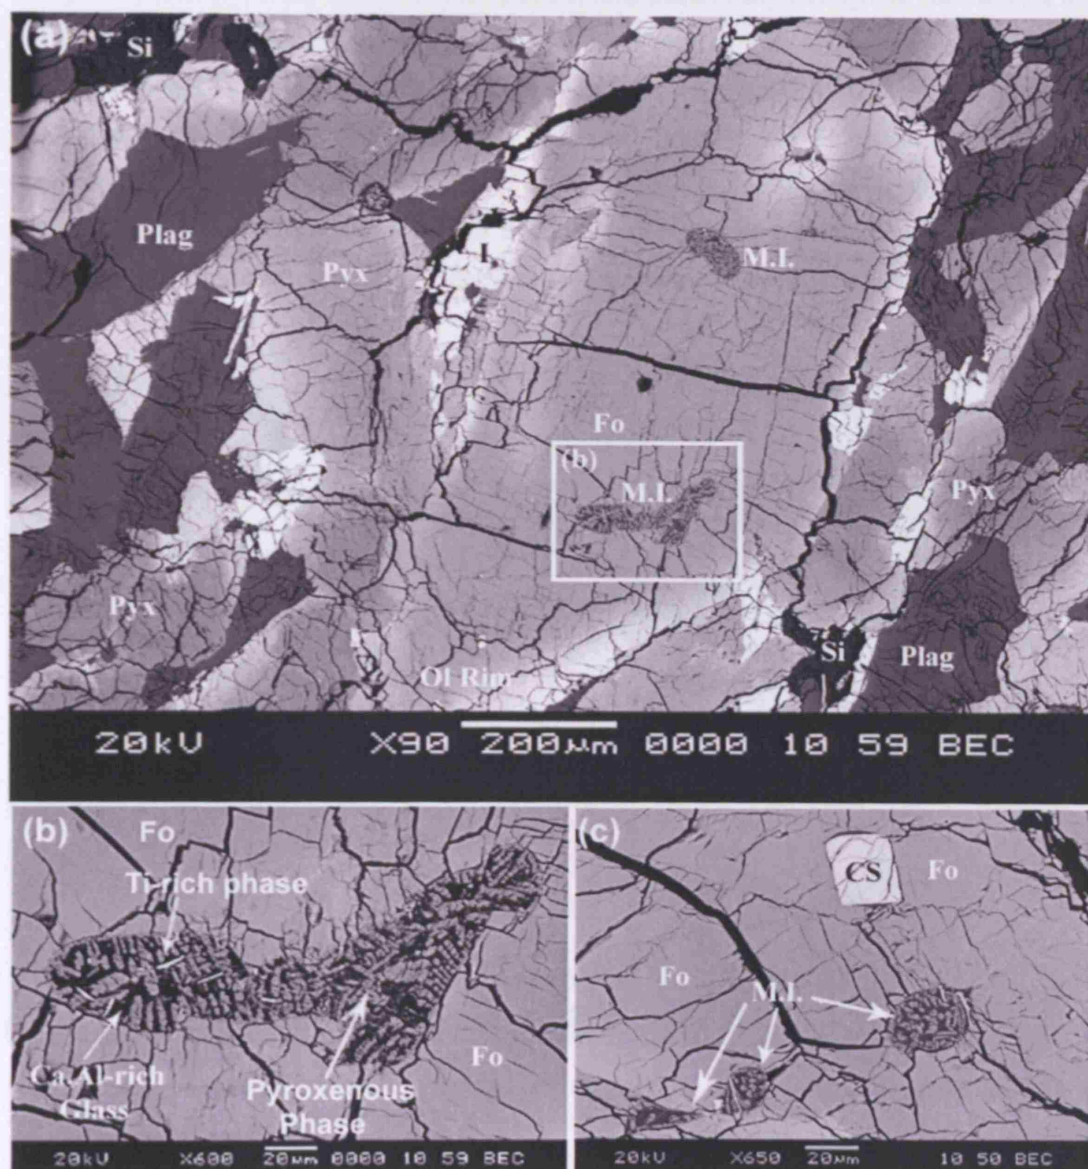 (a)
Si
Plag
Pyx
I
M.I.
Fo
(b)
M.I.
Pyx
Pyx
Ol Rim
Si
Plag
20kV X90 200µm 0000 10 59 BEC
(b)
Fo
Ti-rich phase
Ca,Al-rich
Glass
Pyroxenous
Phase
Fo
20kV X600 20µm 0000 10 59 BEC
(c)
CS
Fo
Fo
M.I.
20kV X650 20µm 10 50 BEC